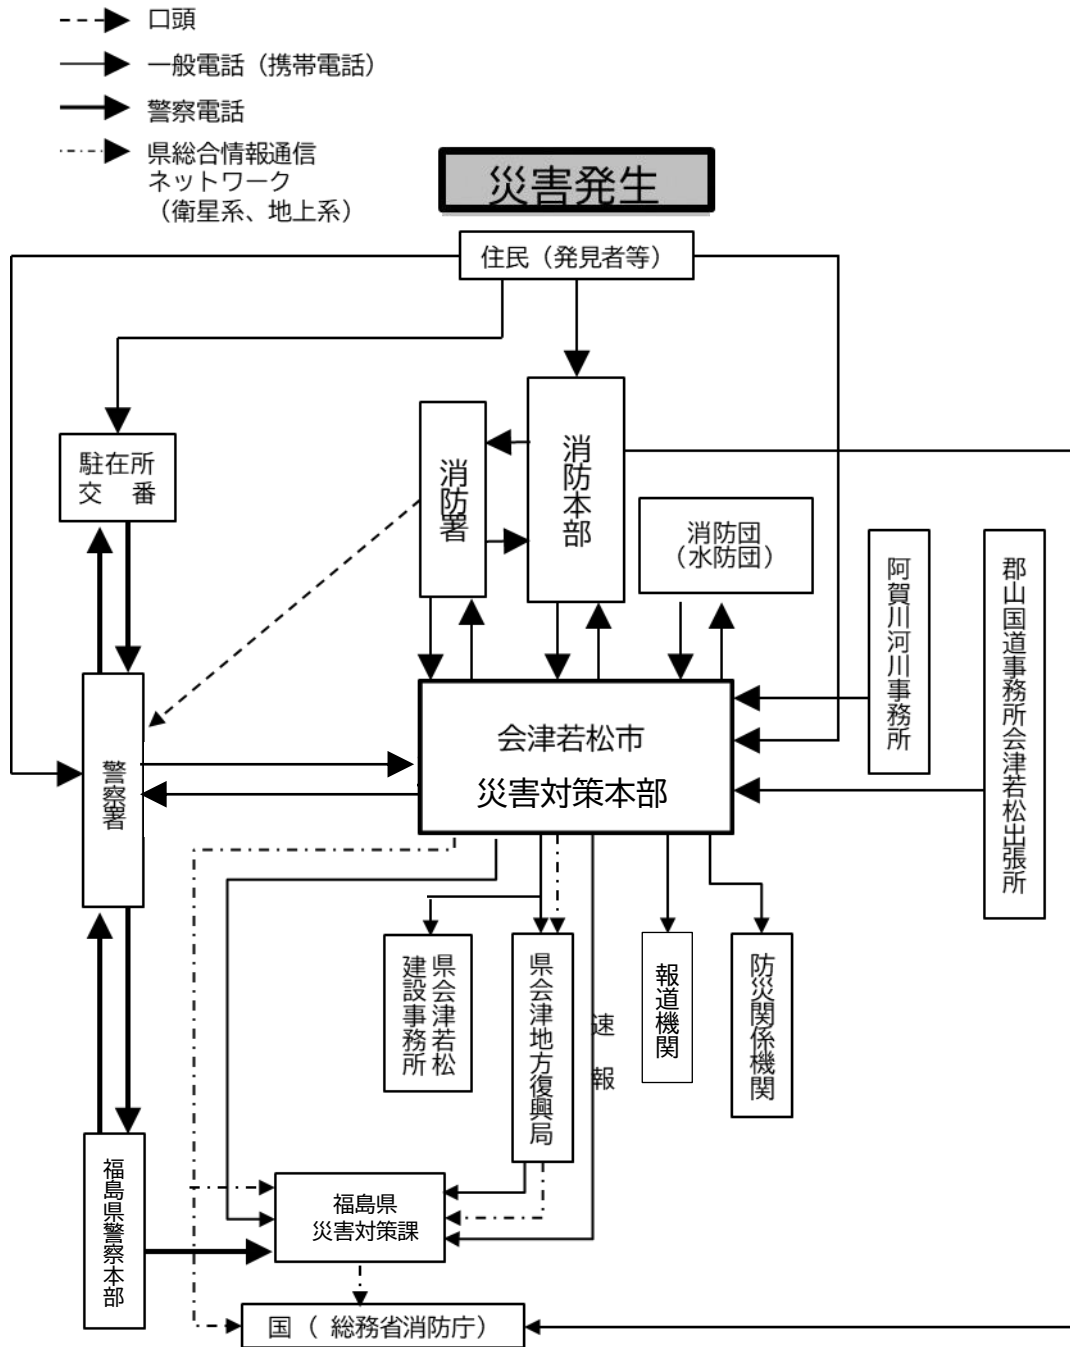 口頭
一般電話（携帯電話）
警察電話
県総合情報通信
ネットワーク
（衛星系、地上系）
災害発生
住民（発見者等）
駐在所
交　番
消防署
消防本部
消防団
（水防団）
阿賀川河川事務所
郡山国道事務所会津若松出張所
警察署
会津若松市
災害対策本部
県会津若松
建設事務所
県会津地方復興局
速報
報道機関
防災関係機関
福島県警察本部
福島県
災害対策課
国（ 総務省消防庁）